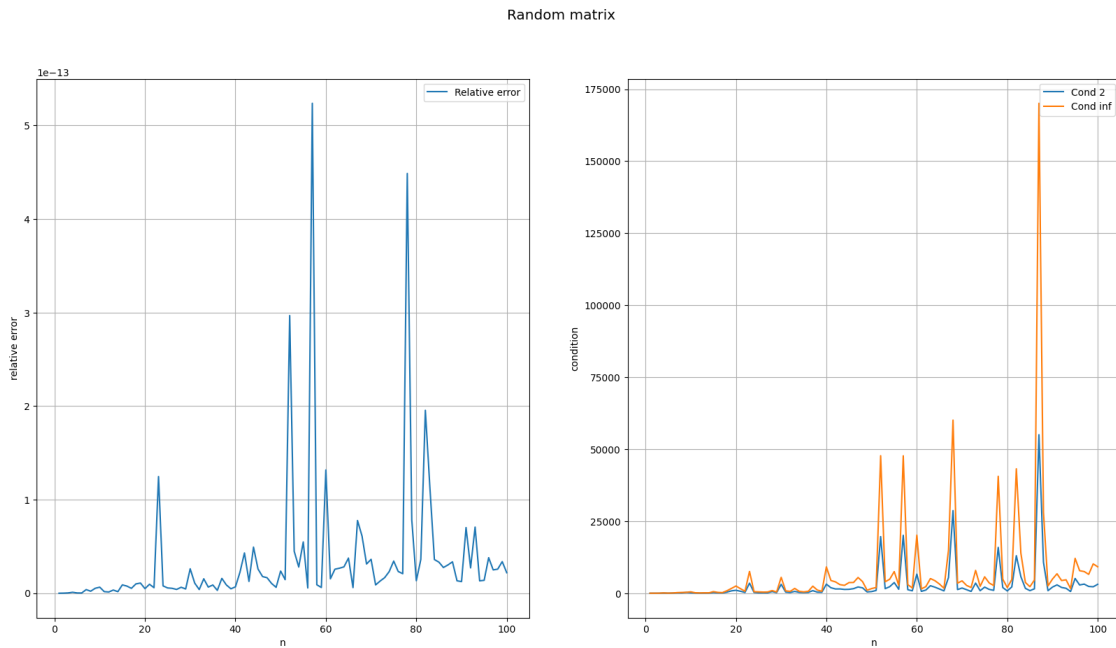 Random matrix
1e−13
Relative error
5
4
3
2
1
0
relative error
0
20
40
60
80
100
n
Cond 2
Cond inf
175000
150000
125000
100000
75000
50000
25000
0
condition
0
20
40
60
80
100
n